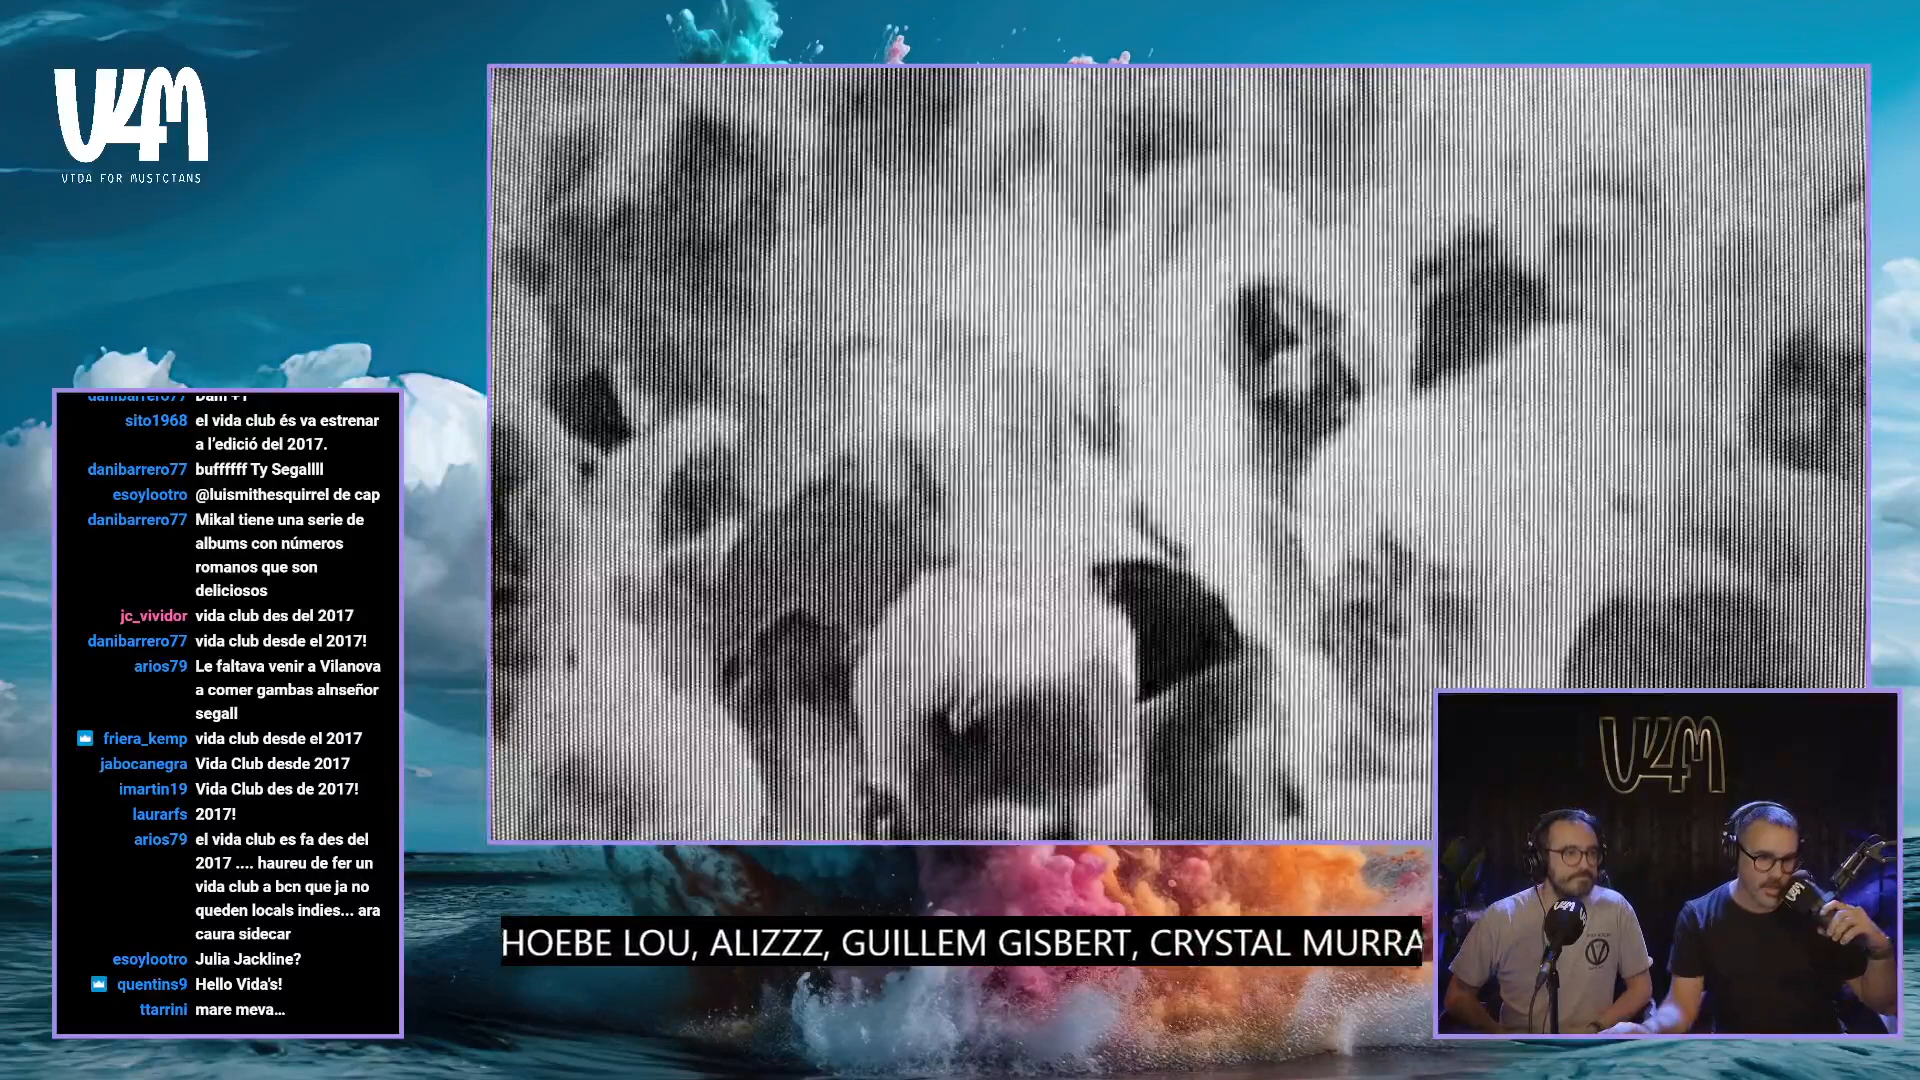 V4M
VIDA FOR MUSICIANS
danibarrero77 Dam +1
sito1968 el vida club és va estrenar
a l’edició del 2017.
danibarrero77 buffffff Ty Segallll
esoylootro @luismithesquirrel de cap
danibarrero77 Mikal tiene una serie de
albums con números
romanos que son
deliciosos
jc_vividor vida club des del 2017
danibarrero77 vida club desde el 2017!
arios79 Le faltava venir a Vilanova
a comer gambas alnseñor
segall
friera_kemp vida club desde el 2017
jabocanegra Vida Club desde 2017
imartin19 Vida Club des de 2017!
laurarfs 2017!
arios79 el vida club es fa des del
2017 .... haureu de fer un
vida club a bcn que ja no
queden locals indies... ara
caura sidecar
esoylootro Julia Jackline?
quentins9 Hello Vida's!
ttarrini mare meva...
HOEBE LOU, ALIZZZ, GUILLEM GISBERT, CRYSTAL MURRA
V4M
V4M